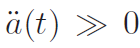 ä(t) ≫ 0